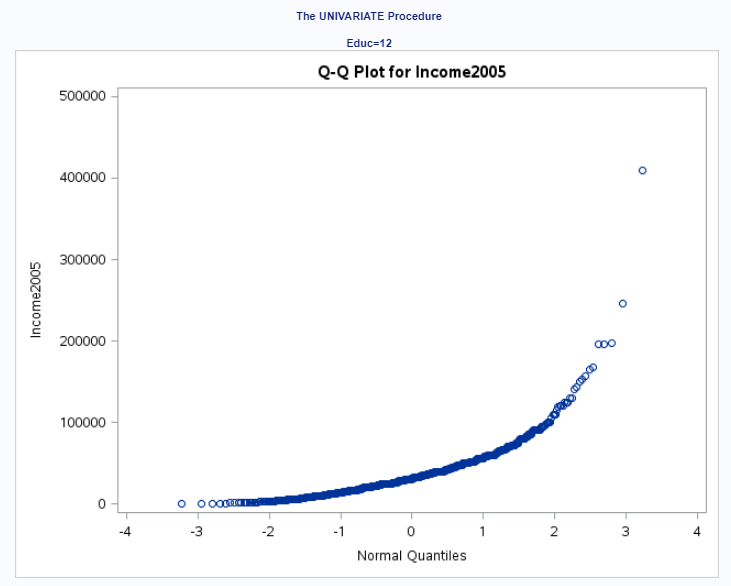 The UNIVARIATE Procedure
Educ=12
Q-Q Plot for Income2005
500000
400000
300000
200000
100000
0
Income2005
-4 -3 -2 -1 0 1 2 3 4
Normal Quantiles